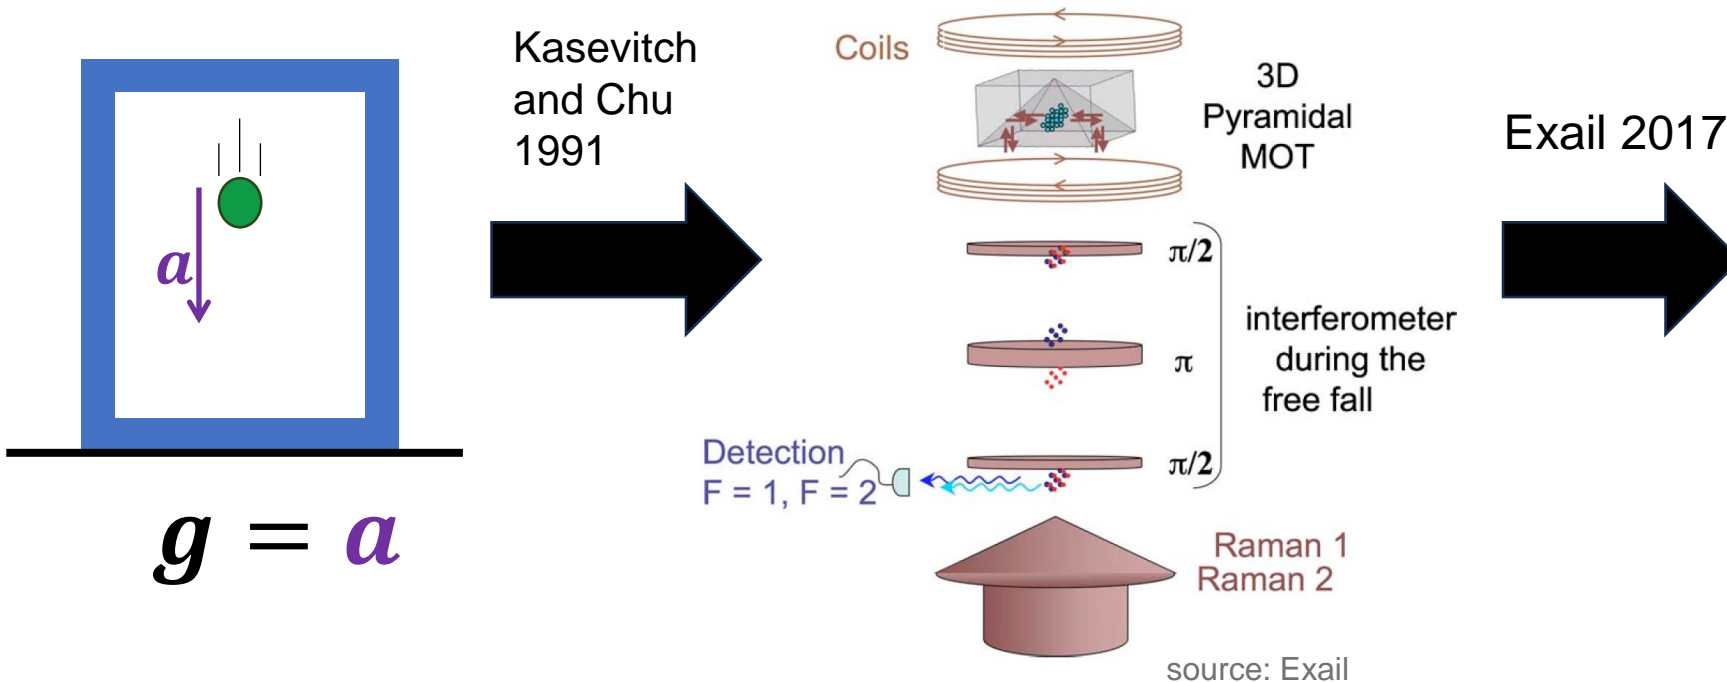 a
g = a
Kasevitch
and Chu
1991
Coils
3D
Pyramidal
MOT
π/2
π
π/2
interferometer
during the
free fall
Detection
F = 1, F = 2
Raman 1
Raman 2
source: Exail
Exail 2017